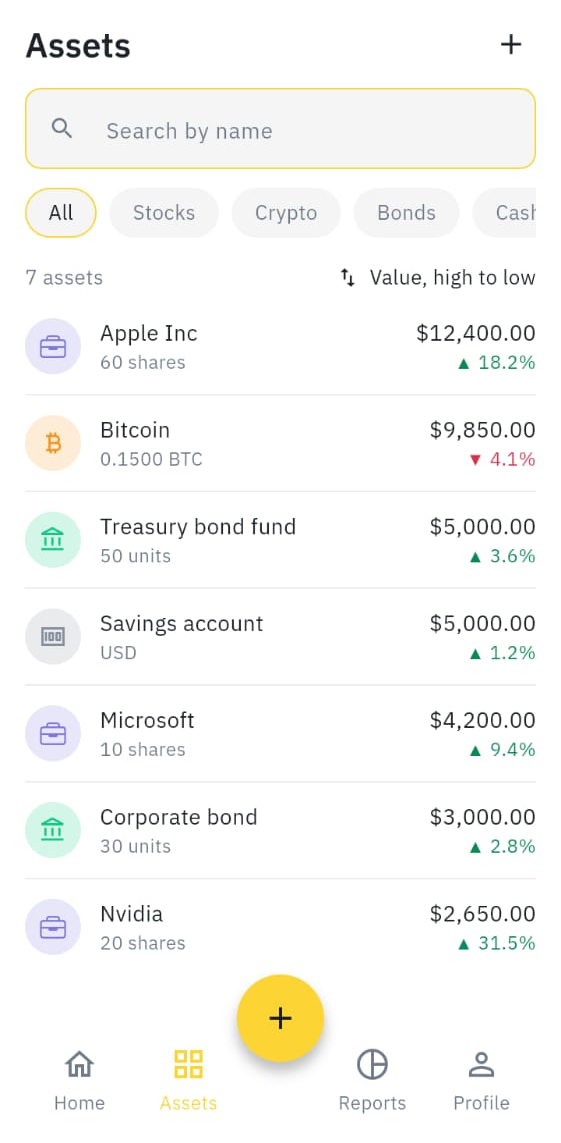 Assets
Search by name
All Stocks Crypto Bonds Cash
7 assets Value, high to low
Apple Inc $12,400.00
60 shares ▲ 18.2%
Bitcoin $9,850.00
0.1500 BTC ▼ 4.1%
Treasury bond fund $5,000.00
50 units ▲ 3.6%
Savings account $5,000.00
USD ▲ 1.2%
Microsoft $4,200.00
10 shares ▲ 9.4%
Corporate bond $3,000.00
30 units ▲ 2.8%
Nvidia $2,650.00
20 shares ▲ 31.5%
Home Assets Reports Profile